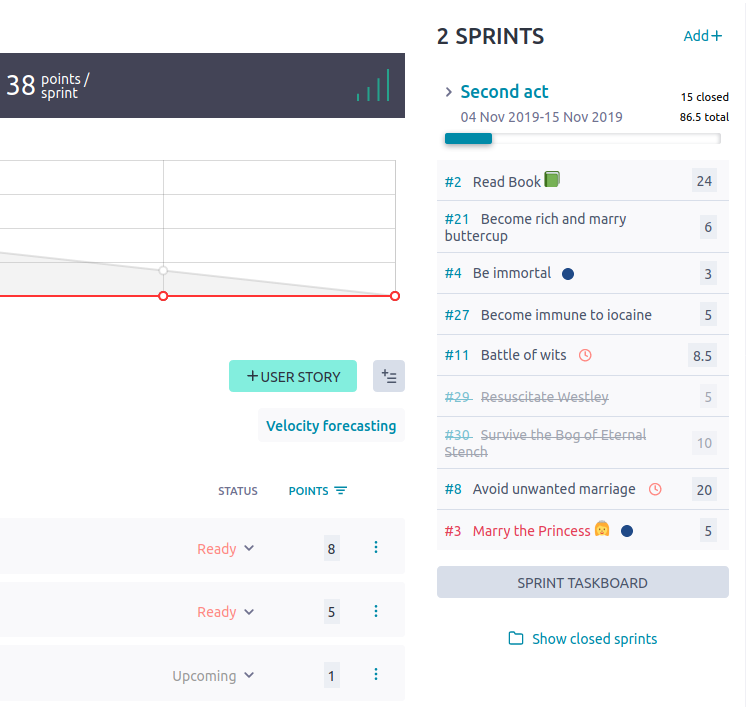 38 points /
sprint
+ USER STORY
Velocity forecasting
STATUS POINTS
Ready 8
Ready 5
Upcoming 1
2 SPRINTS Add+
Second act 15 closed
04 Nov 2019-15 Nov 2019 86.5 total
#2 Read Book 24
#21 Become rich and marry
buttercup 6
#4 Be immortal 3
#27 Become immune to iocaine 5
#11 Battle of wits 8.5
#29 Resuscitate Westley 5
#30 Survive the Bog of Eternal
Stench 10
#8 Avoid unwanted marriage 20
#3 Marry the Princess 5
SPRINT TASKBOARD
Show closed sprints